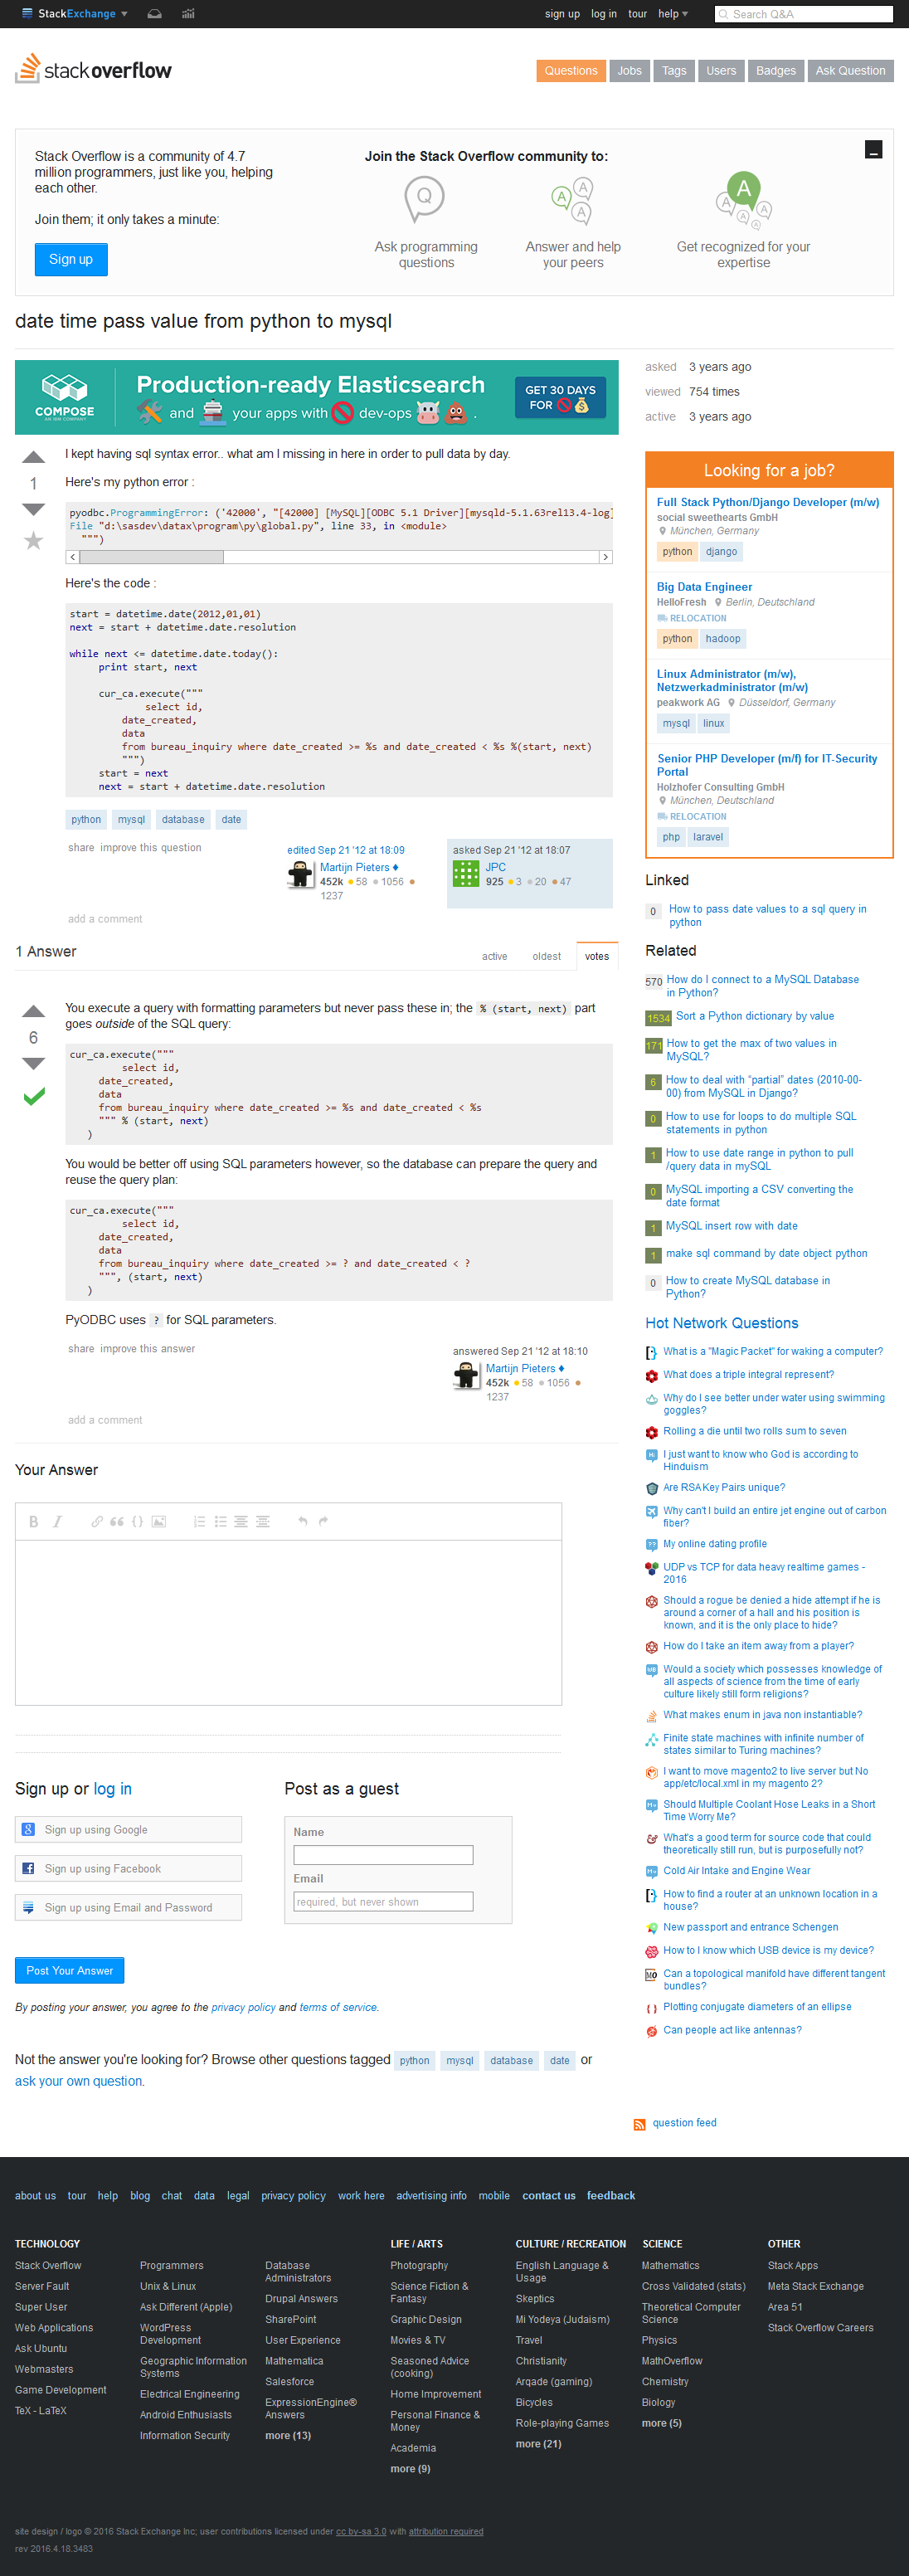 StackExchange
sign up log in tour help
Search Q&A
stackoverflow
Questions Jobs Tags Users Badges Ask Question
Stack Overflow is a community of 4.7
million programmers, just like you, helping
each other.
Join them; it only takes a minute:
Sign up
Join the Stack Overflow community to:
Q
A
A
A
A
A
A
A
A
Ask programming
questions
Answer and help
your peers
Get recognized for your
expertise
date time pass value from python to mysql
COMPOSE
AN IBM COMPANY
Production-ready Elasticsearch
and your apps with dev-ops .
GET 30 DAYS
FOR
asked 3 years ago
viewed 754 times
active 3 years ago
1
I kept having sql syntax error.. what am I missing in here in order to pull data by day.
Here's my python error :
pyodbc.ProgrammingError: ('42000', "[42000] [MySQL][ODBC 5.1 Driver][mysqld-5.1.63rel13.4-log]
File "d:\sasdev\datax\program\py\global.py", line 33, in <module>
""")
Here's the code :
start = datetime.date(2012,01,01)
next = start + datetime.date.resolution
while next <= datetime.date.today():
print start, next
cur_ca.execute("""
select id,
date_created,
data
from bureau_inquiry where date_created >= %s and date_created < %s %(start, next)
""")
start = next
next = start + datetime.date.resolution
python mysql database date
share improve this question
edited Sep 21 '12 at 18:09
Martijn Pieters ♦
452k 58 1056
1237
asked Sep 21 '12 at 18:07
JPC
925 3 20 47
add a comment
1 Answer
active oldest votes
6
You execute a query with formatting parameters but never pass these in; the % (start, next) part
goes outside of the SQL query:
cur_ca.execute("""
select id,
date_created,
data
from bureau_inquiry where date_created >= %s and date_created < %s
""" % (start, next)
)
You would be better off using SQL parameters however, so the database can prepare the query and
reuse the query plan:
cur_ca.execute("""
select id,
date_created,
data
from bureau_inquiry where date_created >= ? and date_created < ?
""", (start, next)
)
PyODBC uses ? for SQL parameters.
share improve this answer
answered Sep 21 '12 at 18:10
Martijn Pieters ♦
452k 58 1056
1237
add a comment
Your Answer
B I
Sign up or log in
Sign up using Google
Sign up using Facebook
Sign up using Email and Password
Post as a guest
Name
Email
required, but never shown
Post Your Answer
By posting your answer, you agree to the privacy policy and terms of service.
Not the answer you're looking for? Browse other questions tagged python mysql database date or
ask your own question.
Looking for a job?
Full Stack Python/Django Developer (m/w)
social sweethearts GmbH
München, Germany
python django
Big Data Engineer
HelloFresh Berlin, Deutschland
RELOCATION
python hadoop
Linux Administrator (m/w),
Netzwerkadministrator (m/w)
peakwork AG Düsseldorf, Germany
mysql linux
Senior PHP Developer (m/f) for IT-Security
Portal
Holzhofer Consulting GmbH
München, Deutschland
RELOCATION
php laravel
Linked
0 How to pass date values to a sql query in
python
Related
570 How do I connect to a MySQL Database
in Python?
1534 Sort a Python dictionary by value
171 How to get the max of two values in
MySQL?
6 How to deal with “partial” dates (2010-00-
00) from MySQL in Django?
0 How to use for loops to do multiple SQL
statements in python
1 How to use date range in python to pull
/query data in mySQL
0 MySQL importing a CSV converting the
date format
1 MySQL insert row with date
1 make sql command by date object python
0 How to create MySQL database in
Python?
Hot Network Questions
What is a "Magic Packet" for waking a computer?
What does a triple integral represent?
Why do I see better under water using swimming
goggles?
Rolling a die until two rolls sum to seven
I just want to know who God is according to
Hinduism
Are RSA Key Pairs unique?
Why can't I build an entire jet engine out of carbon
fiber?
My online dating profile
UDP vs TCP for data heavy realtime games -
2016
Should a rogue be denied a hide attempt if he is
around a corner of a hall and his position is
known, and it is the only place to hide?
How do I take an item away from a player?
Would a society which possesses knowledge of
all aspects of science from the time of early
culture likely still form religions?
What makes enum in java non instantiable?
Finite state machines with infinite number of
states similar to Turing machines?
I want to move magento2 to live server but No
app/etc/local.xml in my magento 2?
Should Multiple Coolant Hose Leaks in a Short
Time Worry Me?
What's a good term for source code that could
theoretically still run, but is purposefully not?
Cold Air Intake and Engine Wear
How to find a router at an unknown location in a
house?
New passport and entrance Schengen
How to I know which USB device is my device?
Can a topological manifold have different tangent
bundles?
Plotting conjugate diameters of an ellipse
Can people act like antennas?
question feed
about us tour help blog chat data legal privacy policy work here advertising info mobile contact us feedback
TECHNOLOGY
Stack Overflow
Server Fault
Super User
Web Applications
Ask Ubuntu
Webmasters
Game Development
TeX - LaTeX
Programmers
Unix & Linux
Ask Different (Apple)
WordPress
Development
Geographic Information
Systems
Electrical Engineering
Android Enthusiasts
Information Security
Database
Administrators
Drupal Answers
SharePoint
User Experience
Mathematica
Salesforce
ExpressionEngine®
Answers
more (13)
LIFE / ARTS
Photography
Science Fiction &
Fantasy
Graphic Design
Movies & TV
Seasoned Advice
(cooking)
Home Improvement
Personal Finance &
Money
Academia
more (9)
CULTURE / RECREATION
English Language &
Usage
Skeptics
Mi Yodeya (Judaism)
Travel
Christianity
Arqade (gaming)
Bicycles
Role-playing Games
more (21)
SCIENCE
Mathematics
Cross Validated (stats)
Theoretical Computer
Science
Physics
MathOverflow
Chemistry
Biology
more (5)
OTHER
Stack Apps
Meta Stack Exchange
Area 51
Stack Overflow Careers
site design / logo © 2016 Stack Exchange Inc; user contributions licensed under cc by-sa 3.0 with attribution required
rev 2016.4.18.3483